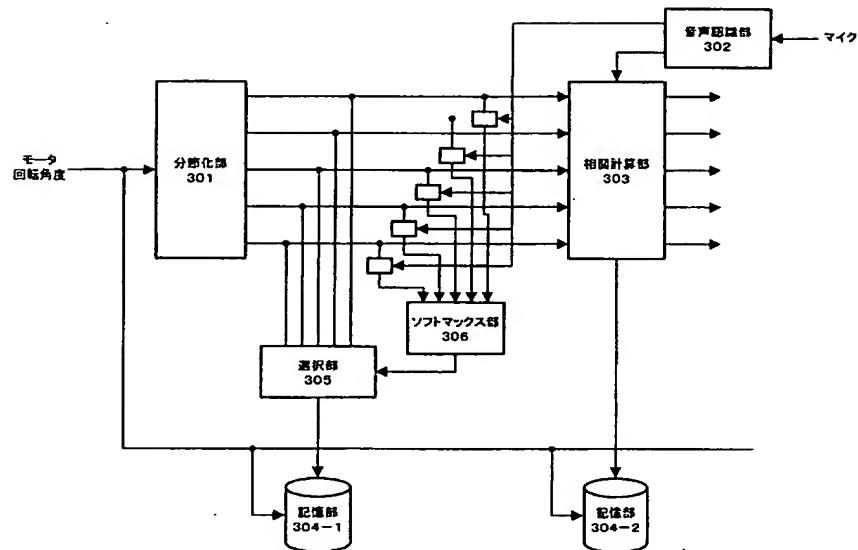 音声認識部
302
マイク
分節化部
301
モータ
回転角度
相関計算部
303
ソフトマックス部
306
選択部
305
記憶部
304-1
記憶部
304-2